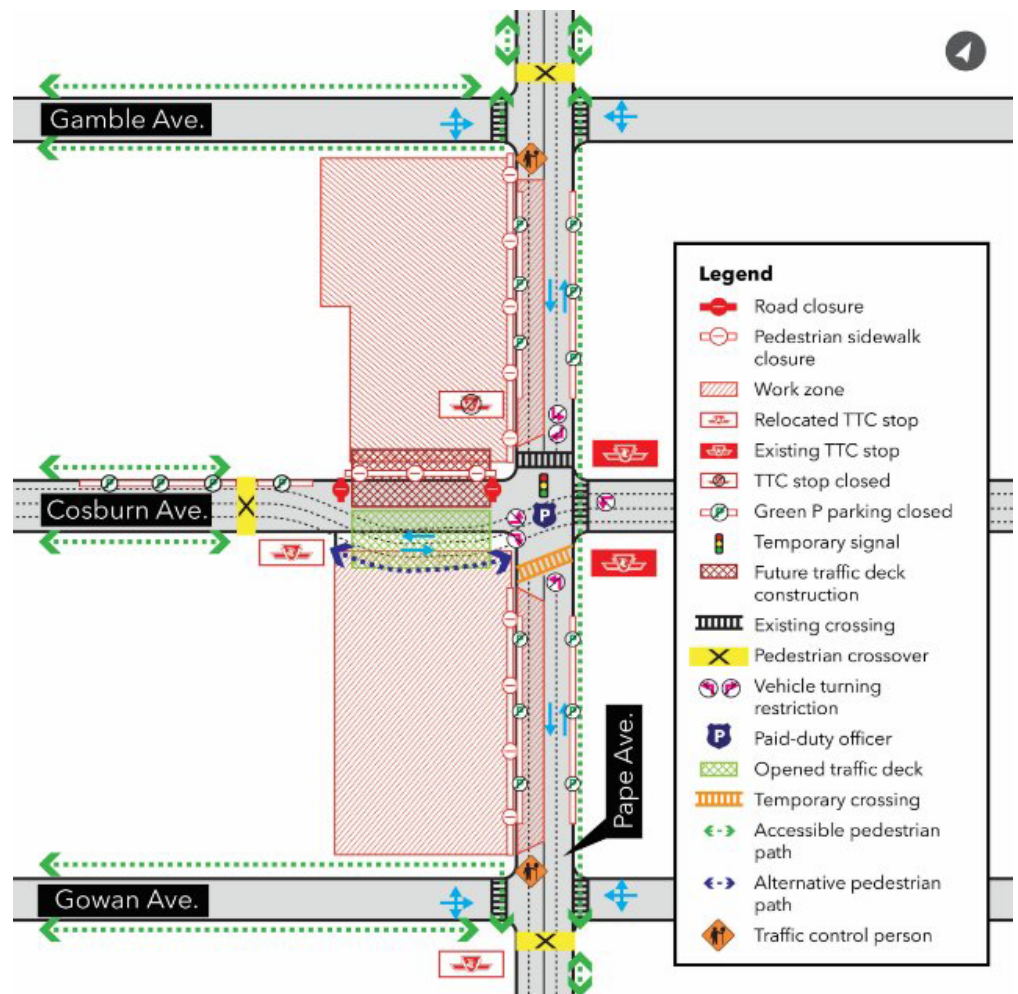 Gamble Ave.
Legend
Road closure
Pedestrian sidewalk
closure
Work zone
Relocated TTC stop
Existing TTC stop
TTC stop closed
Green P parking closed
Temporary signal
Future traffic deck
construction
Existing crossing
Pedestrian crossover
Vehicle turning
restriction
Paid-duty officer
Opened traffic deck
Temporary crossing
Accessible pedestrian
path
Alternative pedestrian
path
Traffic control person
Cosburn Ave.
P
Pape Ave.
Gowan Ave.